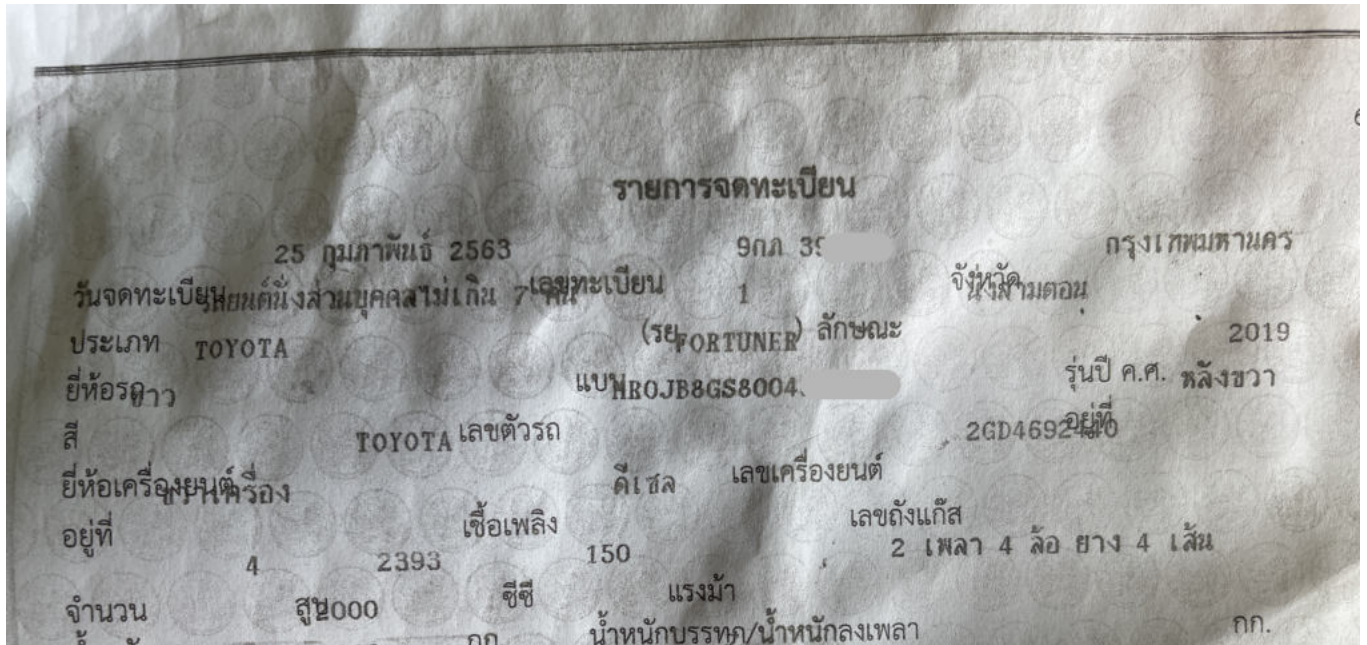 รายการจดทะเบียน
25 กุมภาพันธ์ 2563 9กภ 39 กรุงเทพมหานคร
วันจดทะเบียน เลขทะเบียน จังหวัด
รถยนต์นั่งส่วนบุคคลไม่เกิน 7 คน 1 นั่งสามตอน
ประเภท (รย. ) ลักษณะ
TOYOTA FORTUNER 2019
ยี่ห้อรถ แบบ รุ่นปี ค.ศ.
ขาว MR0JB8GS8004 หลังขวา
สี เลขตัวรถ อยู่ที่
TOYOTA
ยี่ห้อเครื่องยนต์ เลขเครื่องยนต์
ขวาเครื่อง ดีเซล
อยู่ที่ เชื้อเพลิง เลขถังแก๊ส
4 2393 150 2 เพลา 4 ล้อ ยาง 4 เส้น
จำนวน สูบ ซีซี แรงม้า
2000
กก. น้ำหนักบรรทุก/น้ำหนักลงเพลา กก.